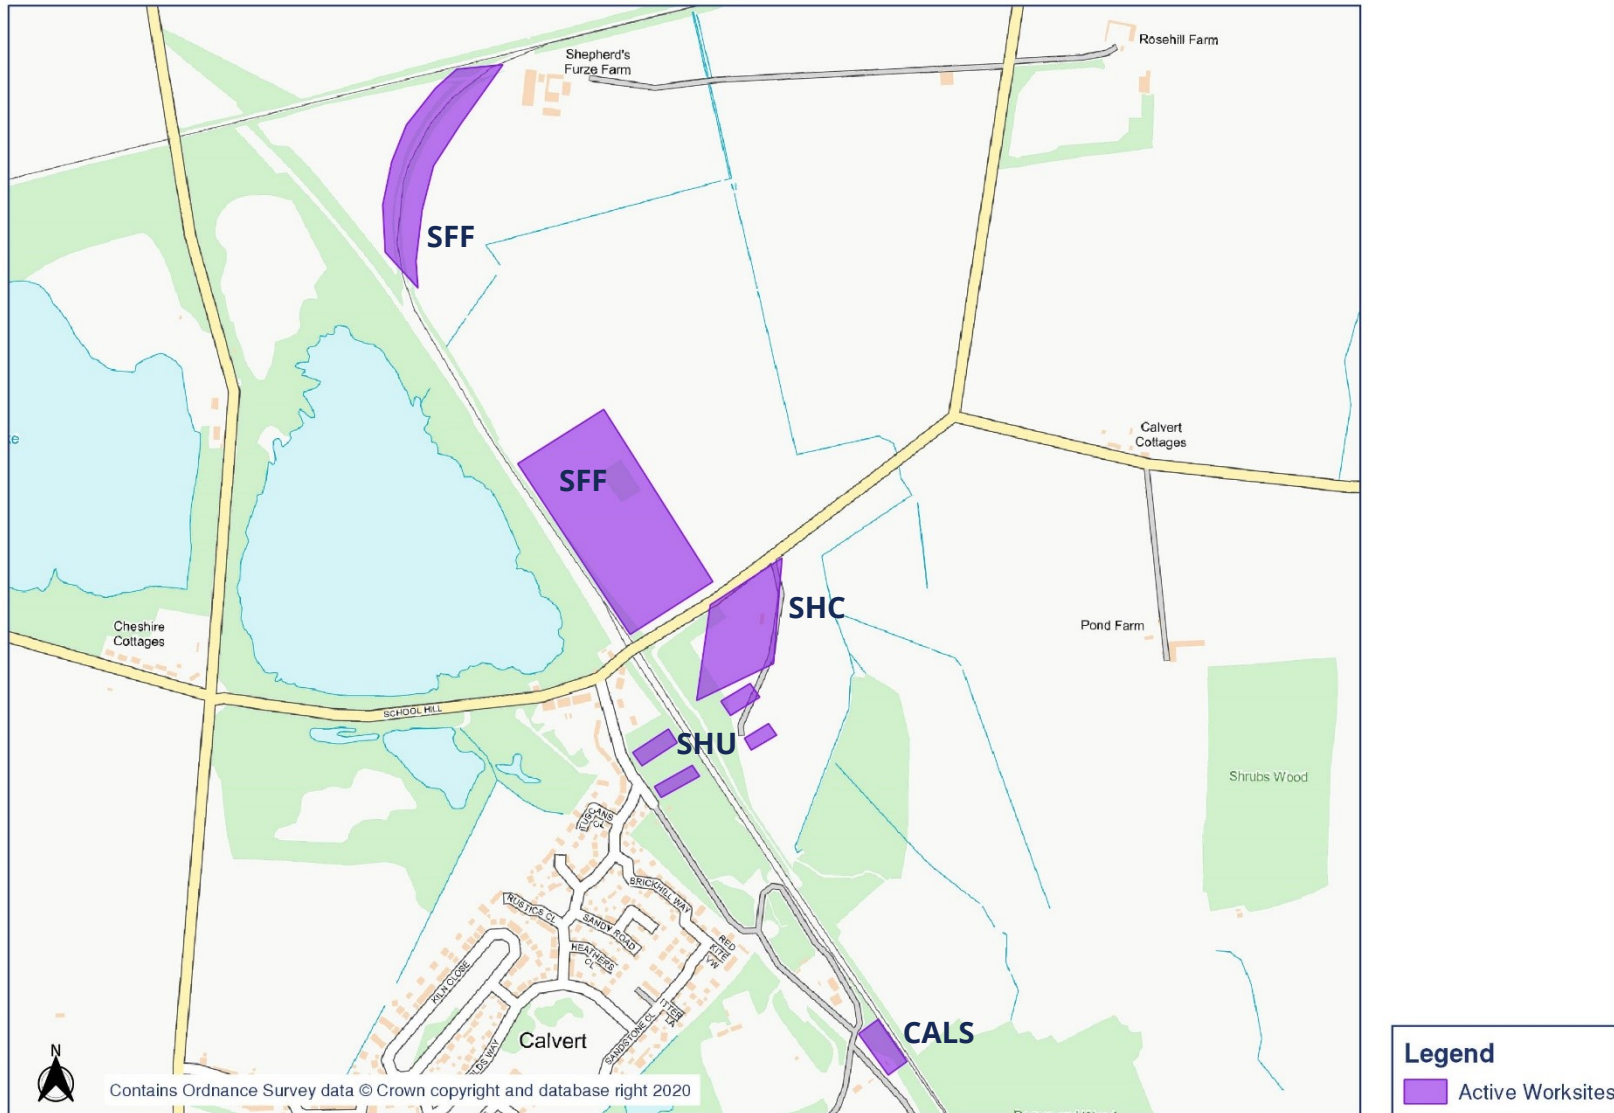 Shepherd's
Furze Farm
Rosehill Farm
SFF
SFF
Calvert
Cottages
SHC
Cheshire
Cottages
Pond Farm
SCHOOL HILL
SHU
Shrubs Wood
BRICKHILL WAY
RUSTICS CL
SANDY ROAD
RED
KITE
VW
HEATHERS
CL
KILN CLOSE
ITTER
LA
SANDSTONE CL
Calvert
CALS
N
Contains Ordnance Survey data © Crown copyright and database right 2020
Legend
Active Worksites